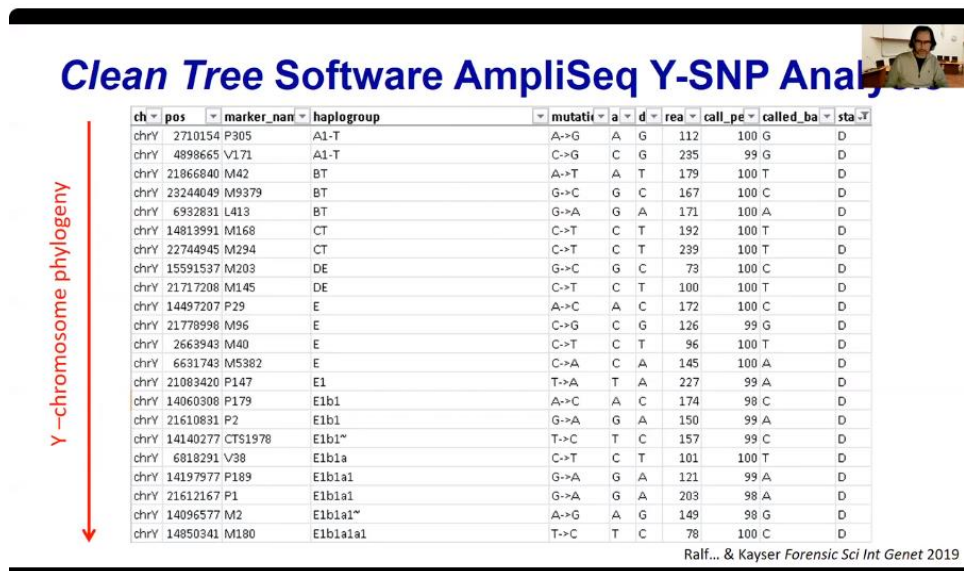 Clean Tree Software AmpliSeq Y-SNP Anal
ch pos marker_nan haplogroup mutati a d rea call_pe called_ba sta
chrY 2710154 P305 A1-T A->G A G 112 100 G D
chrY 4898665 V171 A1-T C->G C G 235 99 G D
chrY 21866840 M42 BT A->T A T 179 100 T D
chrY 23244049 M9379 BT G->C G C 167 100 C D
chrY 6932831 L413 BT G->A G A 171 100 A D
chrY 14813991 M168 CT C->T C T 192 100 T D
chrY 22744945 M294 CT C->T C T 239 100 T D
chrY 15591537 M203 DE G->C G C 73 100 C D
chrY 21717208 M145 DE C->T C T 100 100 T D
chrY 14497207 P29 E A->C A C 172 100 C D
chrY 21778998 M96 E C->G C G 126 99 G D
chrY 2663943 M40 E C->T C T 96 100 T D
chrY 6631743 M5382 E C->A C A 145 100 A D
chrY 21083420 P147 E1 T->A T A 227 99 A D
chrY 14060308 P179 E1b1 A->C A C 174 98 C D
chrY 21610831 P2 E1b1 G->A G A 150 99 A D
chrY 14140277 CTS1978 E1b1~ T->C T C 157 99 C D
chrY 6818291 V38 E1b1a C->T C T 101 100 T D
chrY 14197977 P189 E1b1a1 G->A G A 121 99 A D
chrY 21612167 P1 E1b1a1 G->A G A 203 98 A D
chrY 14096577 M2 E1b1a1~ A->G A G 149 98 G D
chrY 14850341 M180 E1b1a1a1 T->C T C 78 100 C D
Y –chromosome phylogeny
Ralf... & Kayser Forensic Sci Int Genet 2019